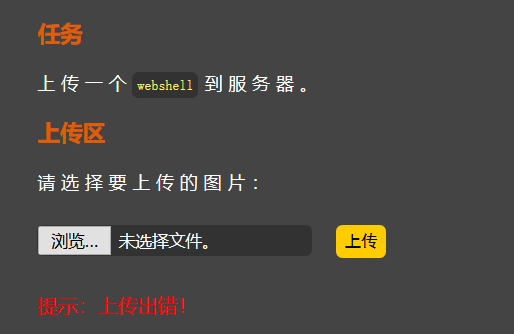 任务
上传一个 webshell 到服务器。
上传区
请选择要上传的图片：
浏览... 未选择文件。 上传
提示：上传出错！